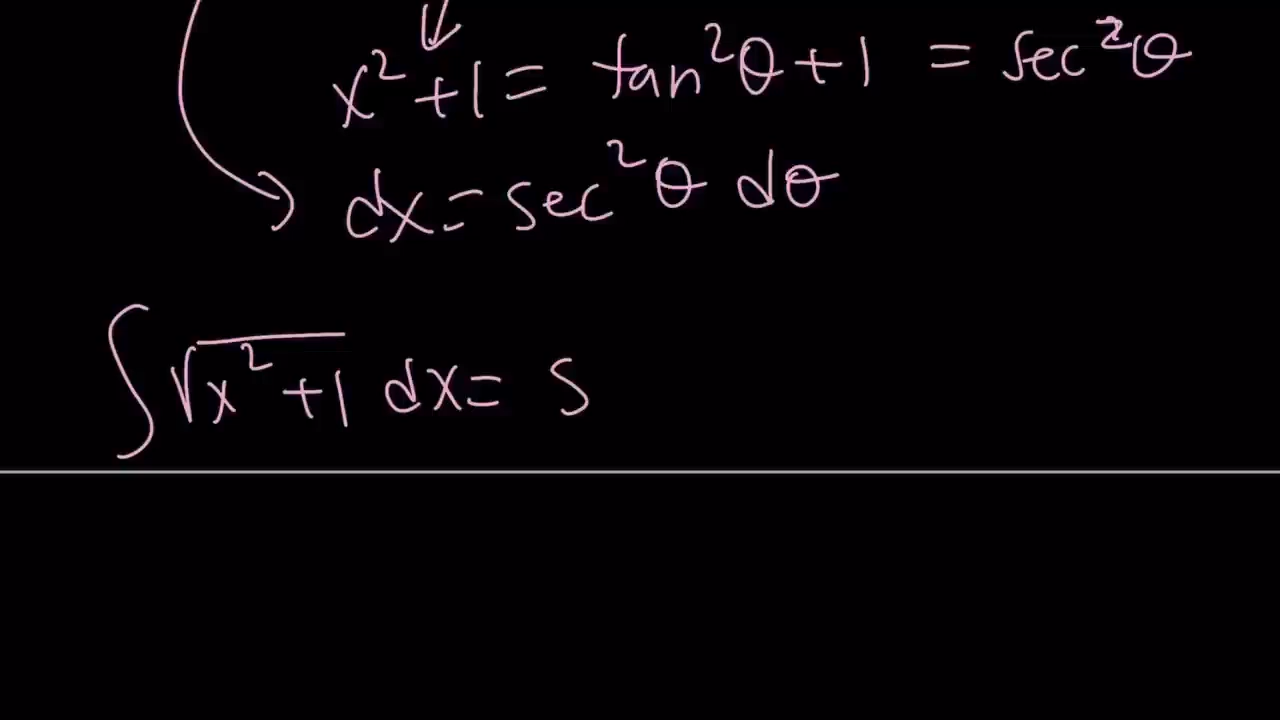 x² + 1 = tan²θ + 1 = sec²θ
dx = sec²θ dθ
∫ √(x² + 1) dx = S